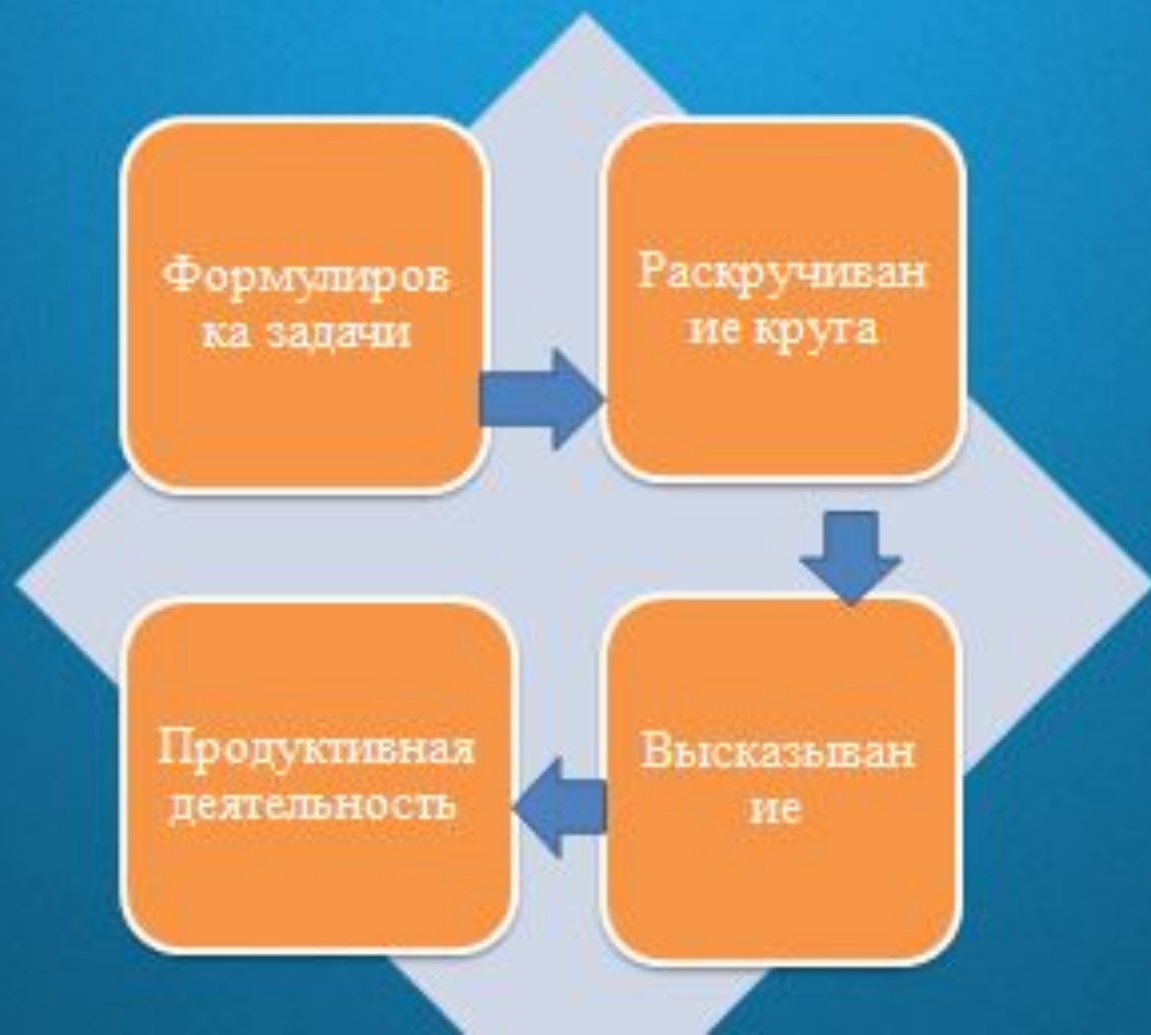 Формулиров
ка задачи
Раскручиван
ие круга
Высказыван
ие
Продуктивная
деятельность